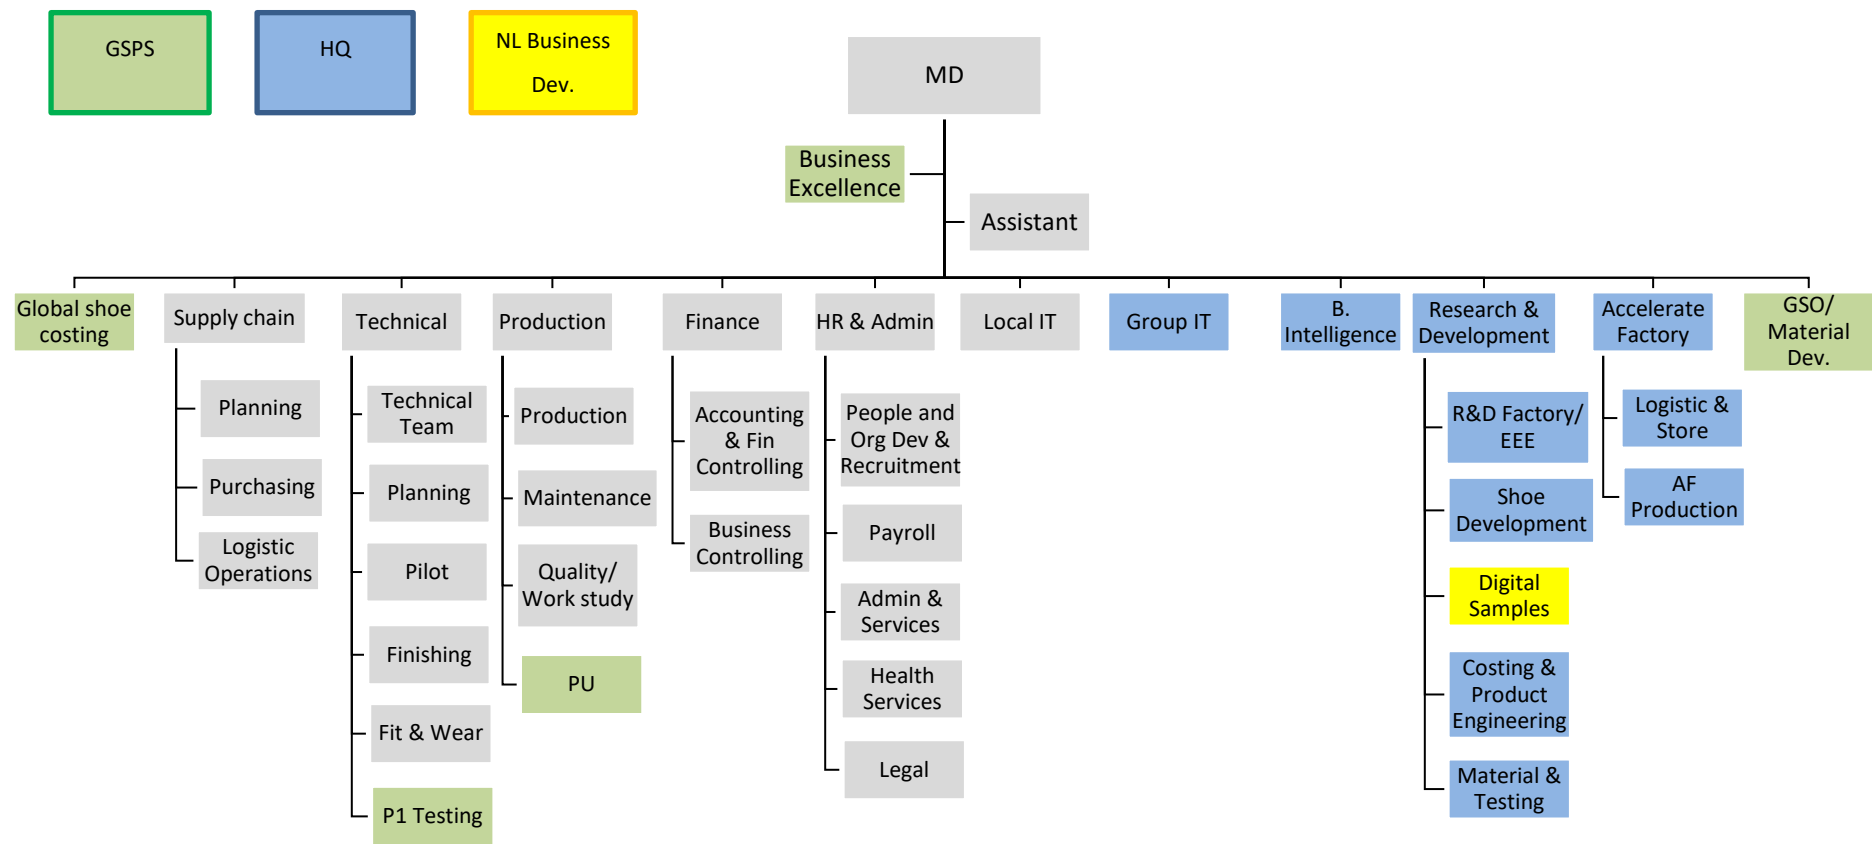 GSPS
HQ
NL Business
Dev.
MD
Business
Excellence
Assistant
Global shoe
costing
Supply chain
Technical
Production
Finance
HR & Admin
Local IT
Group IT
B.
Intelligence
Research &
Development
Accelerate
Factory
GSO/
Material
Dev.
Planning
Purchasing
Logistic
Operations
Technical
Team
Planning
Pilot
Finishing
Fit & Wear
P1 Testing
Production
Maintenance
Quality/
Work study
PU
Accounting
& Fin
Controlling
Business
Controlling
People and
Org Dev &
Recruitment
Payroll
Admin &
Services
Health
Services
Legal
R&D Factory/
EEE
Shoe
Development
Digital
Samples
Costing &
Product
Engineering
Material &
Testing
Logistic &
Store
AF
Production